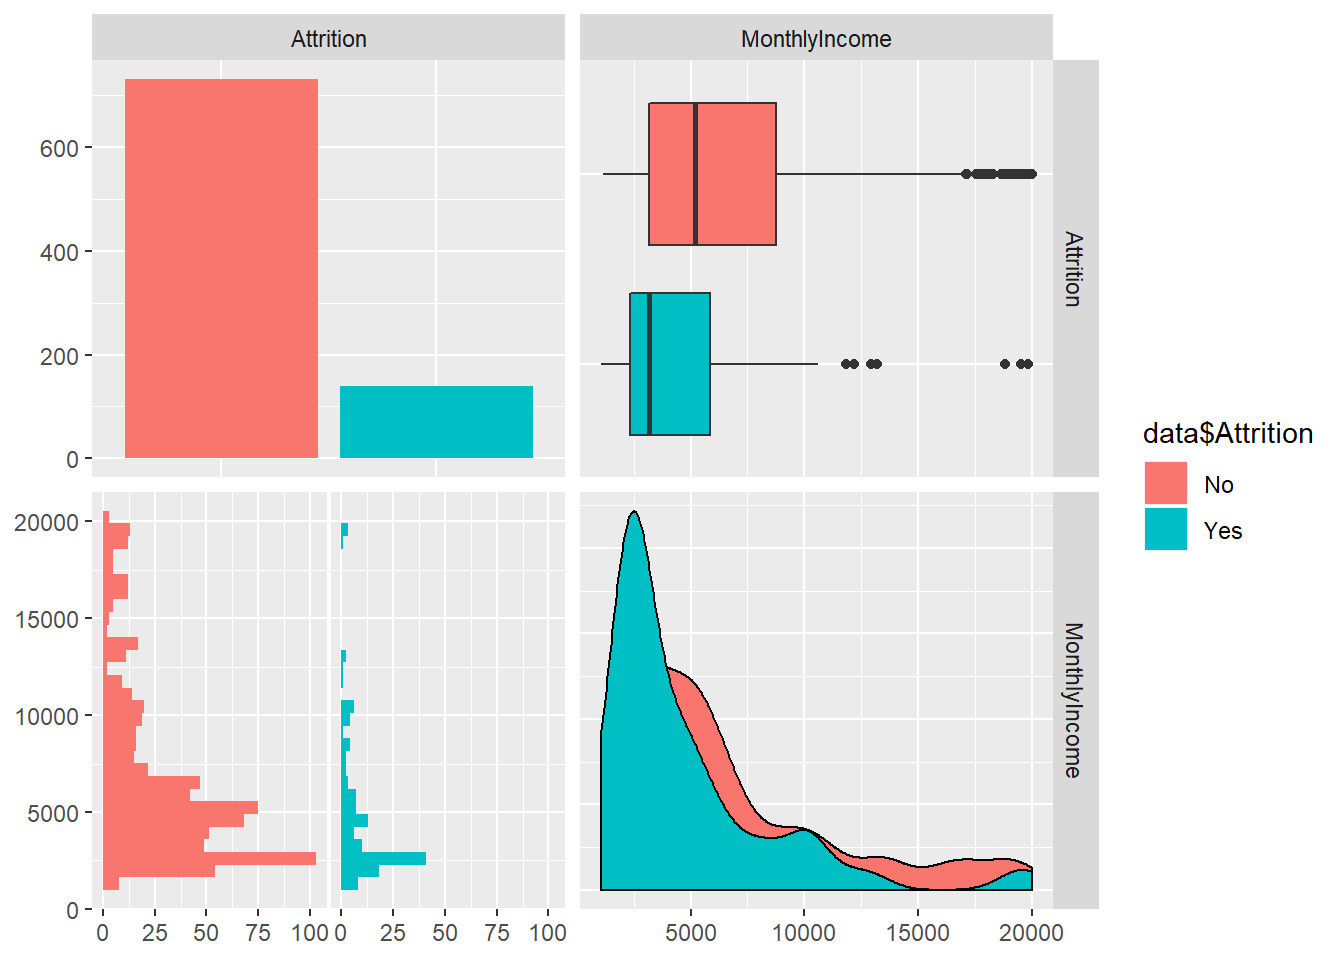 Attrition
MonthlyIncome
600
400
200
0
Attrition
20000
15000
10000
5000
0
MonthlyIncome
0 25 50 75 100 0 25 50 75 100
5000 10000 15000 20000
data$Attrition
No
Yes